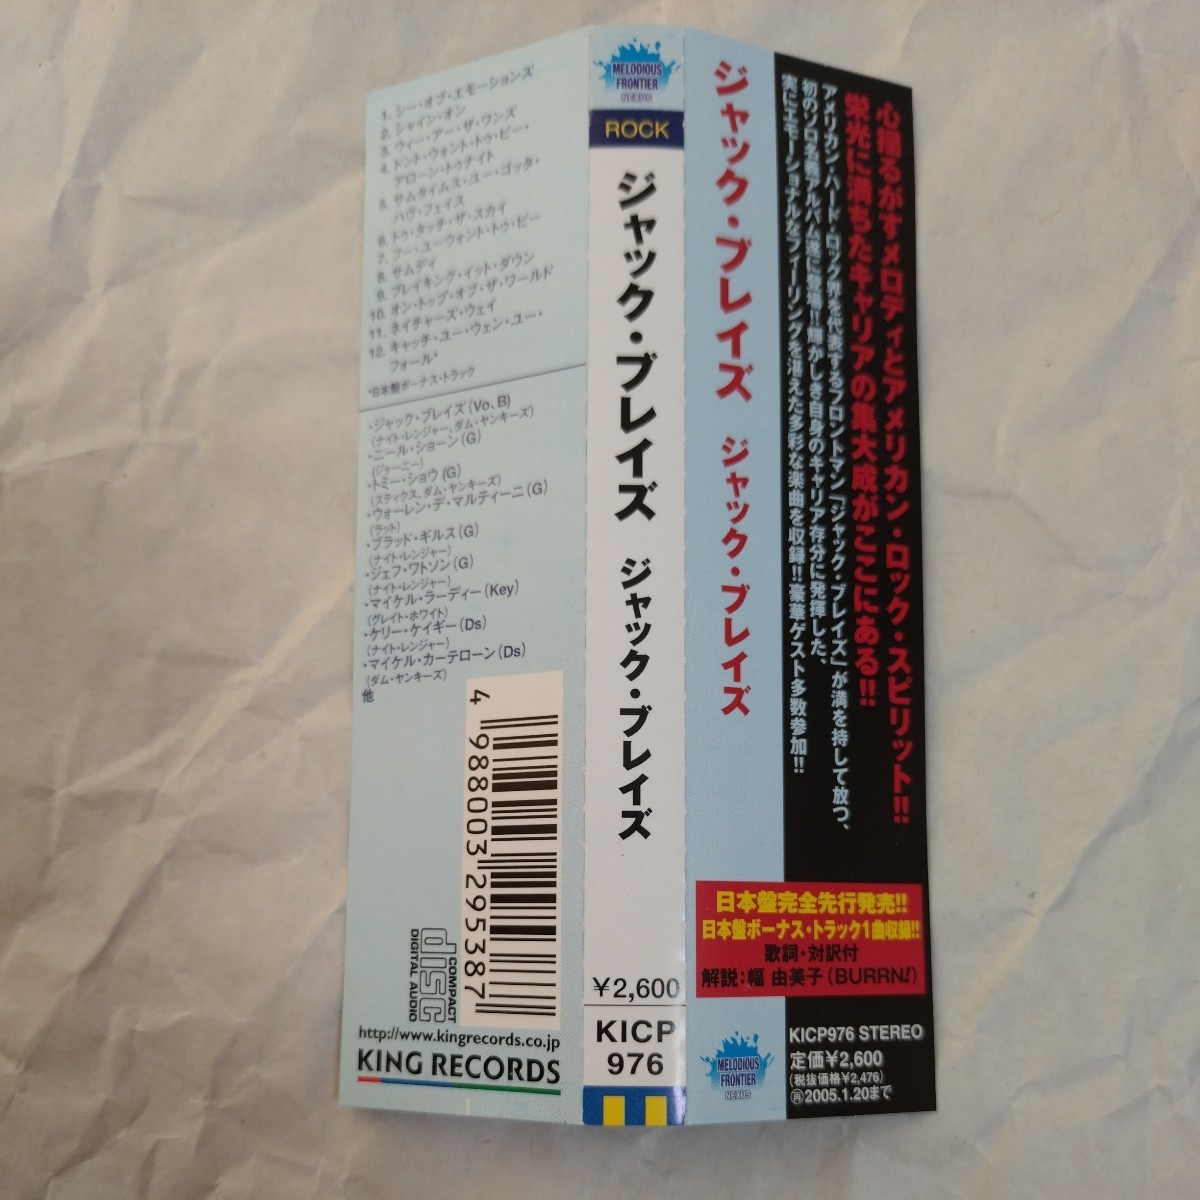 1. シー・オブ・エモーションズ
2. シャイン・オン
3. ウィー・アー・ザ・ワンズ
4. ドント・ウォント・トゥ・ビー・
アローン・トゥナイト
5. サムタイムス・ユー・ゴッタ・
ハヴ・フェイス
6. トゥ・タッチ・ザ・スカイ
7. フー・ユー・ウォント・トゥ・ビー
8. サムデイ
9. ブレイキング・イット・ダウン
10. オン・トップ・オブ・ザ・ワールド
11. ネイチャーズ・ウェイ
12. キャッチ・ユー・ウェン・ユー・
フォール*
*日本盤ボーナス・トラック
・ジャック・ブレイズ(Vo、B)
(ナイト・レンジャー、ダム・ヤンキーズ)
・ニール・ショーン(G)
(ジャーニー)
・トミー・ショウ(G)
(スティクス、ダム・ヤンキーズ)
・ウォーレン・デ・マルティーニ(G)
(ラット)
・ブラッド・ギルス(G)
(ナイト・レンジャー)
・ジェフ・ワトソン(G)
(ナイト・レンジャー)
・マイケル・ラーディー(Key)
(グレイト・ホワイト)
・ケリー・ケイギー(Ds)
(ナイト・レンジャー)
・マイケル・カーテローン(Ds)
(ダム・ヤンキーズ)
他
4 988003 295387
COMPACT
disc
DIGITAL AUDIO
http://www.kingrecords.co.jp
KING RECORDS
MELODIOUS
FRONTIER
NEXUS
ROCK
ジャック・ブレイズ ジャック・ブレイズ
¥2,600
KICP
976
ジャック・ブレイズ ジャック・ブレイズ
心揺るがすメロディとアメリカン・ロック・スピリット!!
栄光に満ちたキャリアの集大成がここにある!!
アメリカン・ハード・ロック界を代表するフロントマン「ジャック・ブレイズ」が満を持して放つ、
初のソロ名義アルバム遂に登場!!輝かしき自身のキャリア存分に発揮した、
実にエモーショナルなフィーリングを湛えた多彩な楽曲を収録!!豪華ゲスト多数参加!!
日本盤完全先行発売!!
日本盤ボーナス・トラック1曲収録!!
歌詞・対訳付
解説:幅 由美子(BURRN!)
MELODIOUS
FRONTIER
NEXUS
KICP976 STEREO
定価¥2,600
(税抜価格¥2,476)
再2005.1.20まで